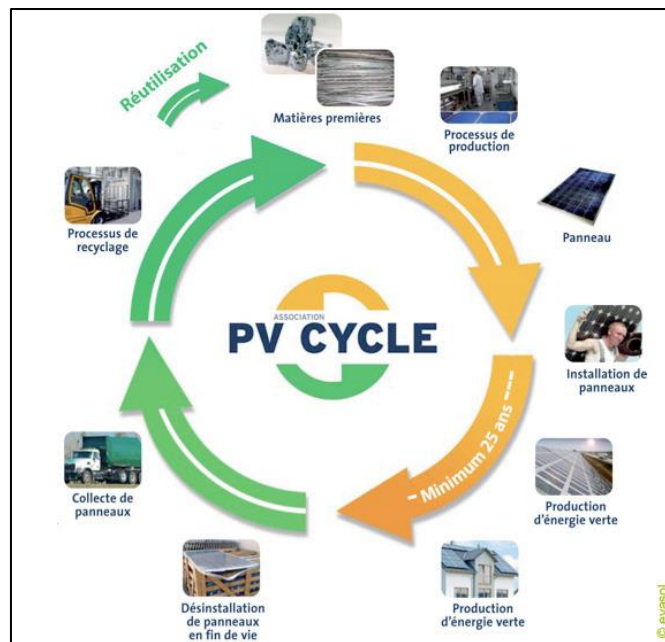 Réutilisation
Matières premières
Processus de
production
Panneau
Installation de
panneaux
Minimum 25 ans
Production
d'énergie verte
Production
d'énergie verte
Désinstallation
de panneaux
en fin de vie
Collecte de
panneaux
Processus de
recyclage
ASSOCIATION
PV CYCLE
© evasol